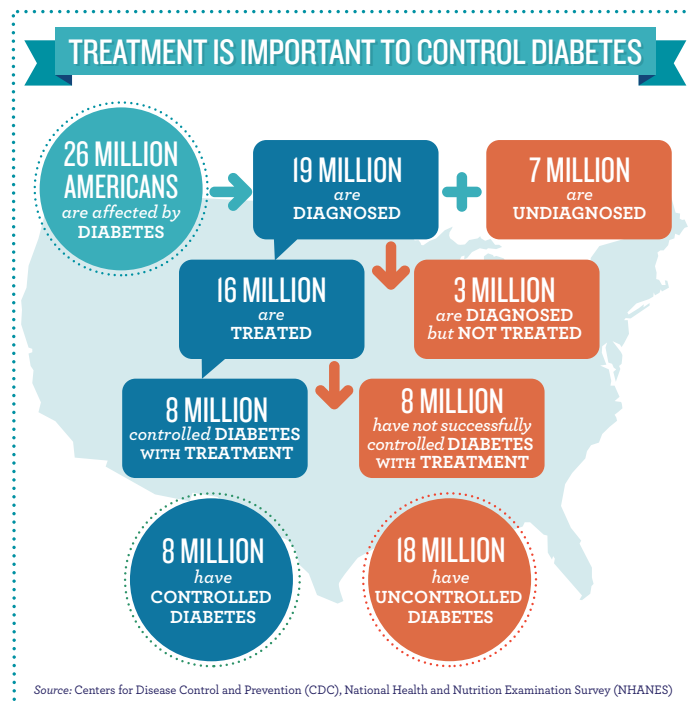 TREATMENT IS IMPORTANT TO CONTROL DIABETES
26 MILLION
AMERICANS
are affected by
DIABETES
19 MILLION
are
DIAGNOSED
7 MILLION
are
UNDIAGNOSED
16 MILLION
are
TREATED
3 MILLION
are DIAGNOSED
but NOT TREATED
8 MILLION
controlled DIABETES
WITH TREATMENT
8 MILLION
have not successfully
controlled DIABETES
WITH TREATMENT
8 MILLION
have
CONTROLLED
DIABETES
18 MILLION
have
UNCONTROLLED
DIABETES
Source: Centers for Disease Control and Prevention (CDC), National Health and Nutrition Examination Survey (NHANES)